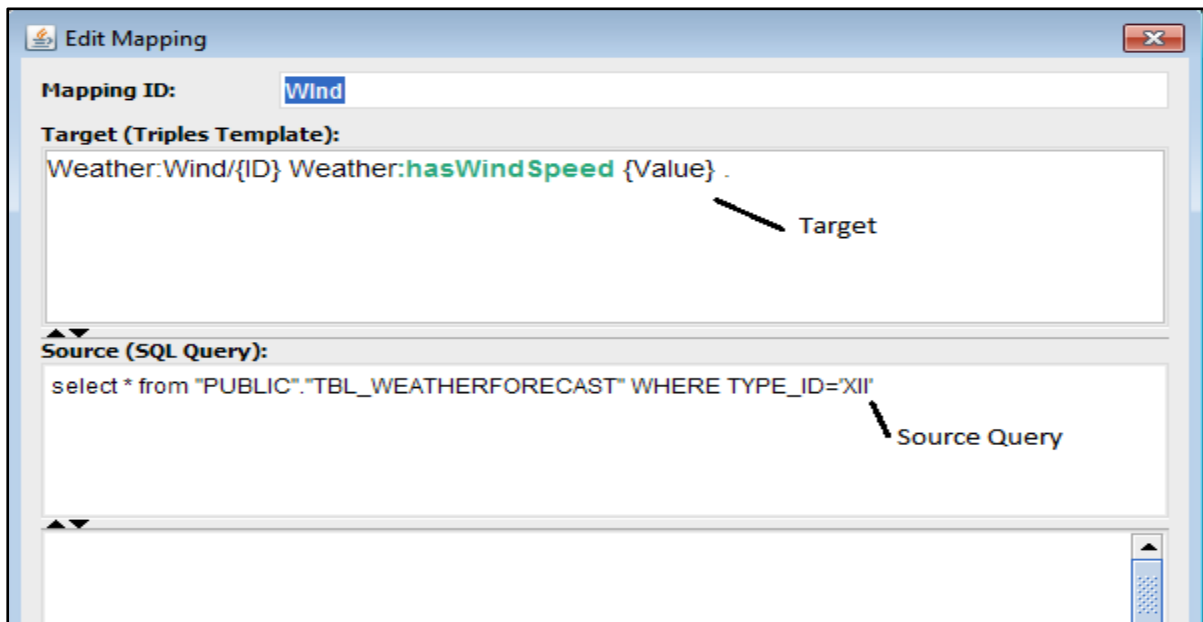 Edit Mapping
Mapping ID: WInd
Target (Triples Template):
Weather:Wind/{ID} Weather:hasWindSpeed {Value} .
Target
Source (SQL Query):
select * from "PUBLIC"."TBL_WEATHERFORECAST" WHERE TYPE_ID='XII'
Source Query